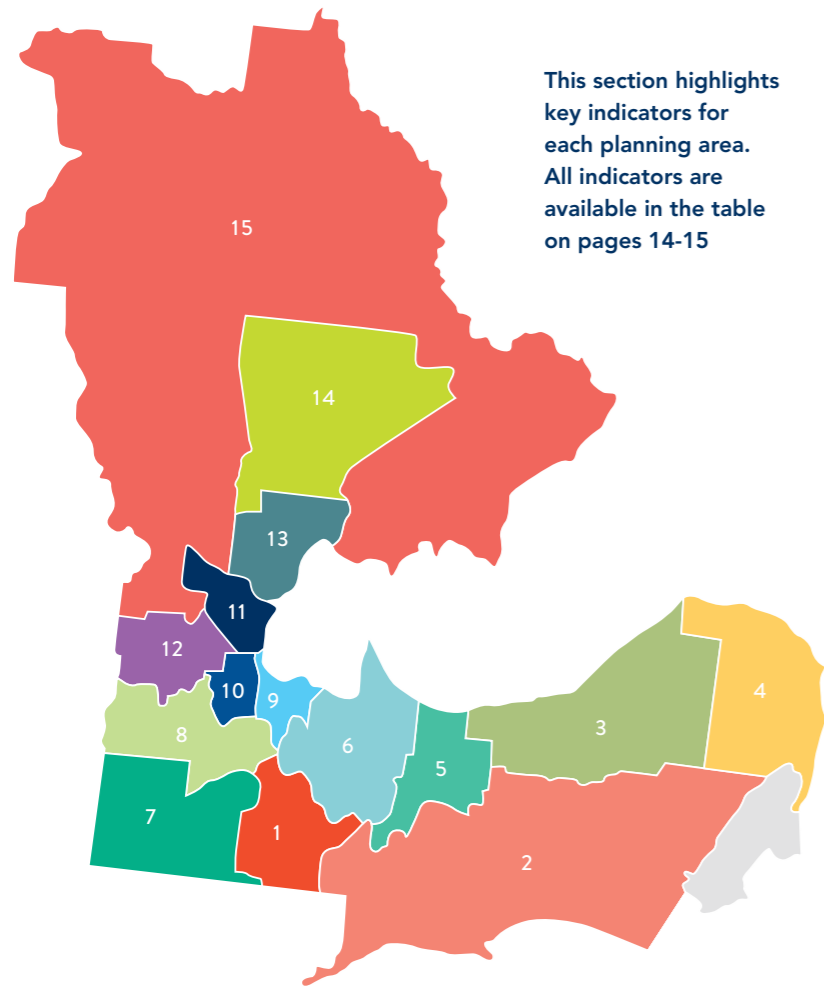 This section highlights
key indicators for
each planning area.
All indicators are
available in the table
on pages 14-15
15
14
13
11
12
10
9
8
6
5
3
4
7
1
2